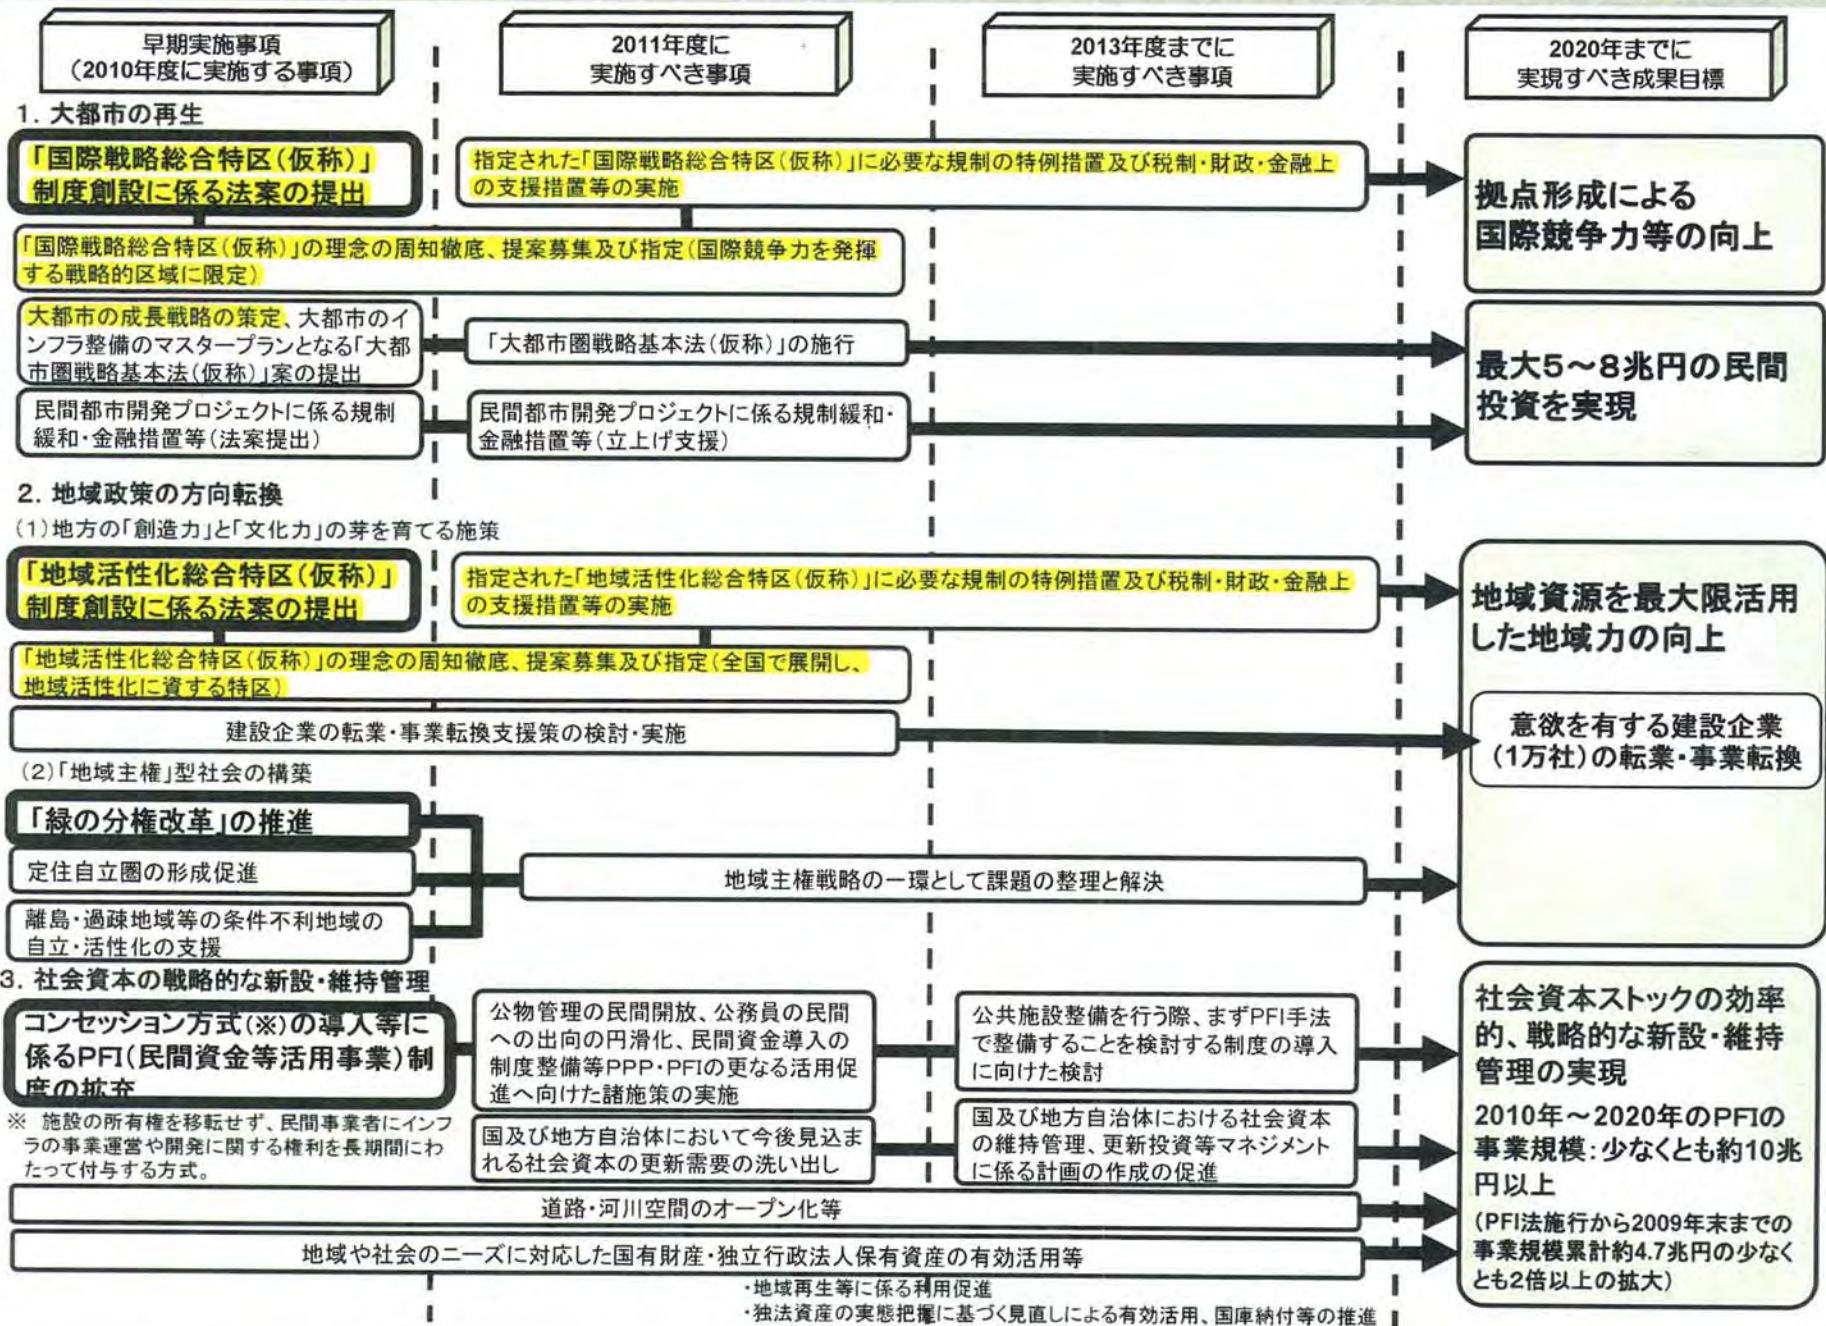 早期実施事項
（2010年度に実施する事項）
2011年度に
実施すべき事項
2013年度までに
実施すべき事項
2020年までに
実現すべき成果目標
1．大都市の再生
「国際戦略総合特区（仮称）」
制度創設に係る法案の提出
指定された「国際戦略総合特区（仮称）」に必要な規制の特例措置及び税制・財政・金融上
の支援措置等の実施
拠点形成による
国際競争力等の向上
「国際戦略総合特区（仮称）」の理念の周知徹底、提案募集及び指定（国際競争力を発揮
する戦略的区域に限定）
大都市の成長戦略の策定、大都市のイ
ンフラ整備のマスタープランとなる「大都
市圏戦略基本法（仮称）」案の提出
「大都市圏戦略基本法（仮称）」の施行
最大5～8兆円の民間
投資を実現
民間都市開発プロジェクトに係る規制
緩和・金融措置等（法案提出）
民間都市開発プロジェクトに係る規制緩和・
金融措置等（立上げ支援）
2．地域政策の方向転換
（1）地方の「創造力」と「文化力」の芽を育てる施策
「地域活性化総合特区（仮称）」
制度創設に係る法案の提出
指定された「地域活性化総合特区（仮称）」に必要な規制の特例措置及び税制・財政・金融上
の支援措置等の実施
地域資源を最大限活用
した地域力の向上
「地域活性化総合特区（仮称）」の理念の周知徹底、提案募集及び指定（全国で展開し、
地域活性化に資する特区）
建設企業の転業・事業転換支援策の検討・実施
意欲を有する建設企業
（1万社）の転業・事業転換
（2）「地域主権」型社会の構築
「緑の分権改革」の推進
定住自立圏の形成促進
地域主権戦略の一環として課題の整理と解決
離島・過疎地域等の条件不利地域の
自立・活性化の支援
3．社会資本の戦略的な新設・維持管理
コンセッション方式（※）の導入等に
係るPFI（民間資金等活用事業）制
度の拡充
※　施設の所有権を移転せず、民間事業者にインフ
ラの事業運営や開発に関する権利を長期間にわ
たって付与する方式。
公物管理の民間開放、公務員の民間
への出向の円滑化、民間資金導入の
制度整備等PPP・PFIの更なる活用促
進へ向けた諸施策の実施
公共施設整備を行う際、まずPFI手法
で整備することを検討する制度の導入
に向けた検討
国及び地方自治体において今後見込ま
れる社会資本の更新需要の洗い出し
国及び地方自治体における社会資本
の維持管理、更新投資等マネジメント
に係る計画の作成の促進
社会資本ストックの効率
的、戦略的な新設・維持
管理の実現
2010年～2020年のPFIの
事業規模：少なくとも約10兆
円以上
（PFI法施行から2009年末までの
事業規模累計約4.7兆円の少なく
とも2倍以上の拡大）
道路・河川空間のオープン化等
地域や社会のニーズに対応した国有財産・独立行政法人保有資産の有効活用等
・地域再生等に係る利用促進
・独法資産の実態把握に基づく見直しによる有効活用、国庫納付等の推進